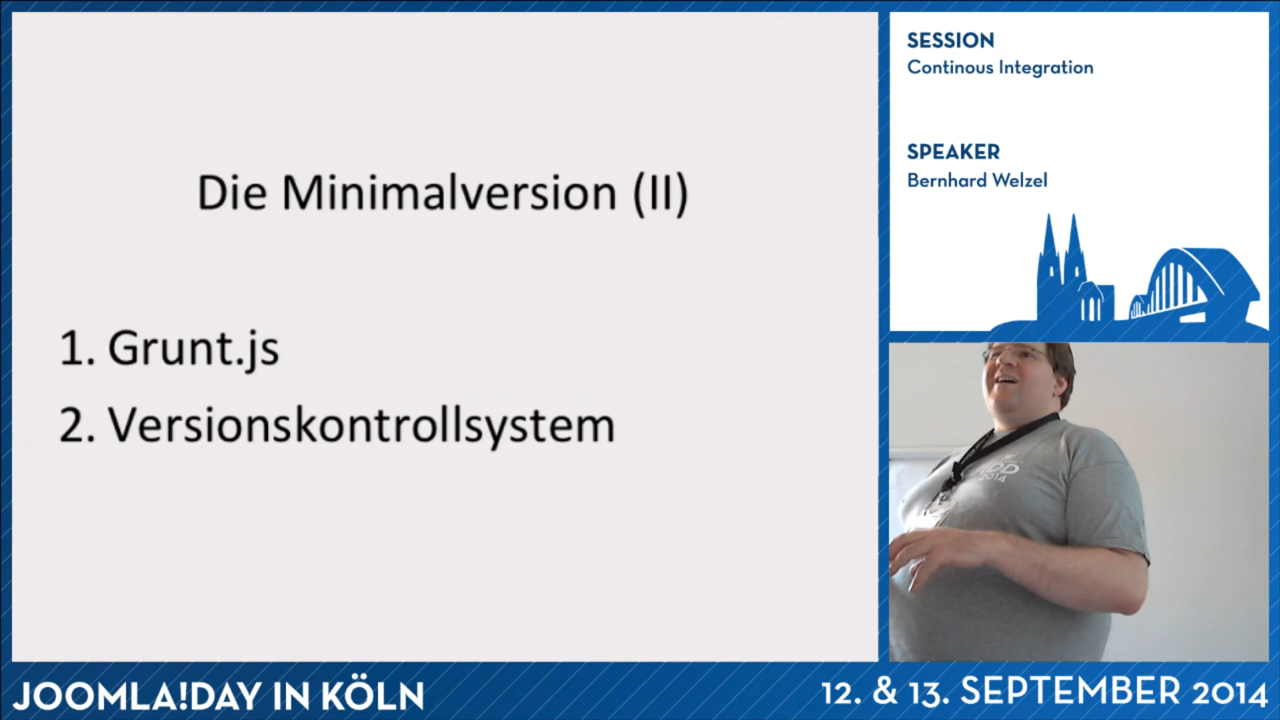 Die Minimalversion (II)
1. Grunt.js
2. Versionskontrollsystem
SESSION
Continous Integration
SPEAKER
Bernhard Welzel
2014
JOOMLA!DAY IN KÖLN
12. & 13. SEPTEMBER 2014